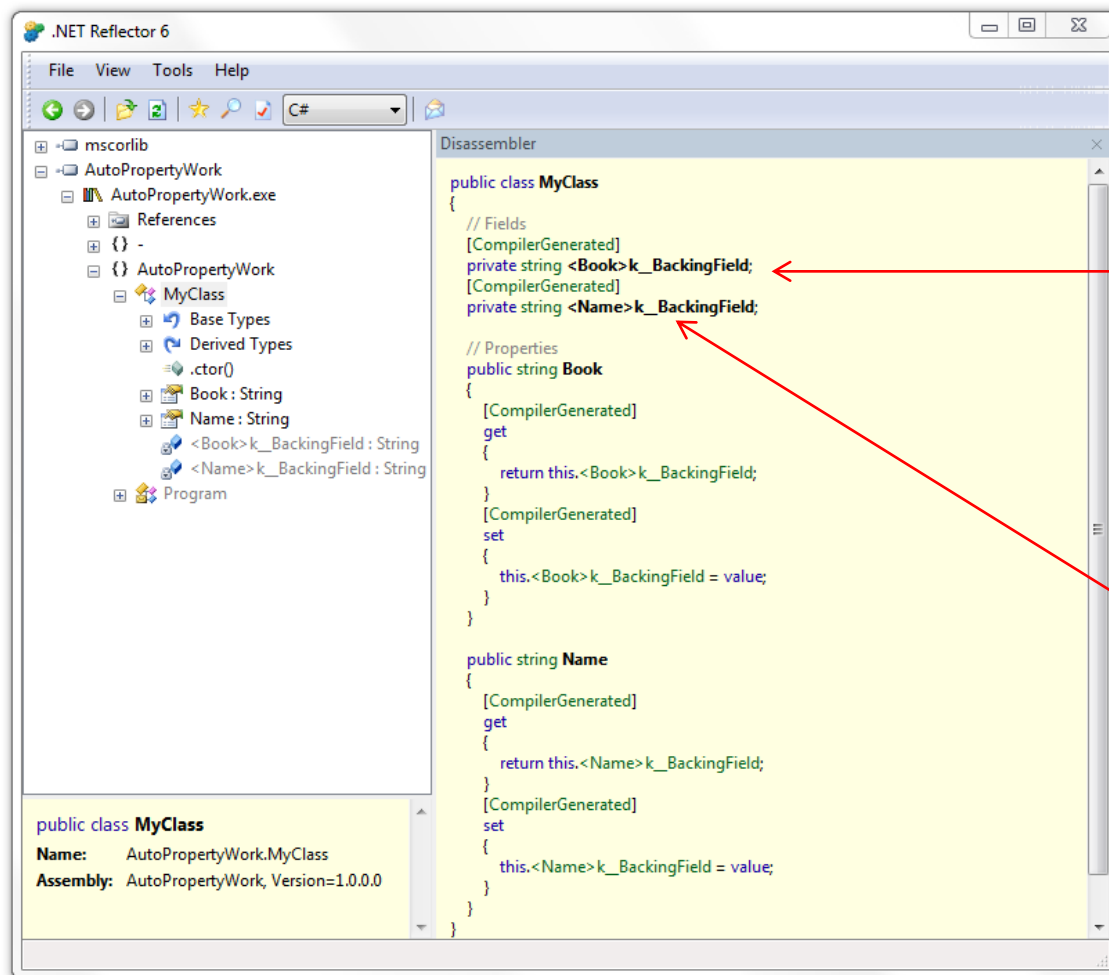 .NET Reflector 6
File View Tools Help
C#
mscorlib
AutoPropertyWork
AutoPropertyWork.exe
References
{} -
{} AutoPropertyWork
MyClass
Base Types
Derived Types
.ctor()
Book : String
Name : String
<Book>k__BackingField : String
<Name>k__BackingField : String
Program
public class MyClass
Name: AutoPropertyWork.MyClass
Assembly: AutoPropertyWork, Version=1.0.0.0
Disassembler
public class MyClass
{
// Fields
[CompilerGenerated]
private string <Book>k__BackingField;
[CompilerGenerated]
private string <Name>k__BackingField;
// Properties
public string Book
{
[CompilerGenerated]
get
{
return this.<Book>k__BackingField;
}
[CompilerGenerated]
set
{
this.<Book>k__BackingField = value;
}
}
public string Name
{
[CompilerGenerated]
get
{
return this.<Name>k__BackingField;
}
[CompilerGenerated]
set
{
this.<Name>k__BackingField = value;
}
}
}